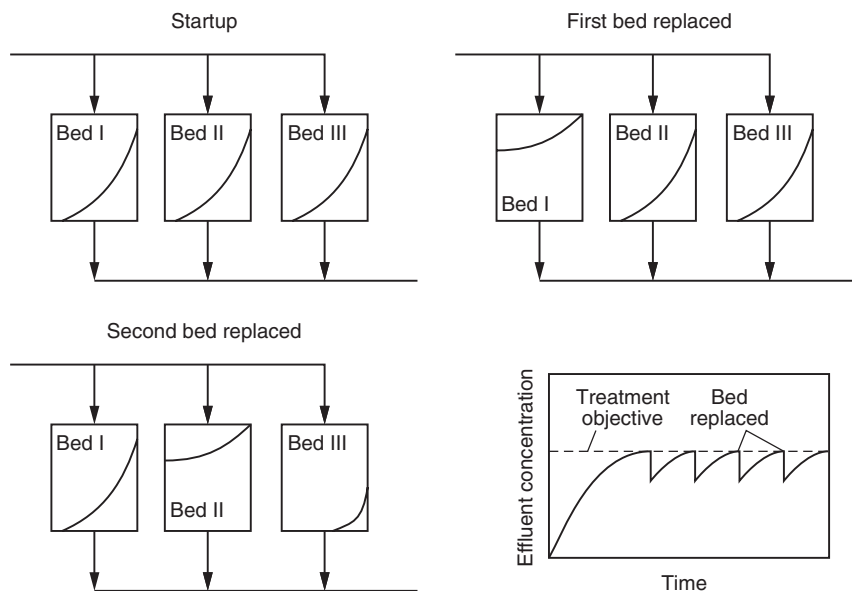 Startup
Bed I
Bed II
Bed III
First bed replaced
Bed I
Bed II
Bed III
Second bed replaced
Bed I
Bed II
Bed III
Effluent concentration
Treatment
objective
Bed
replaced
Time